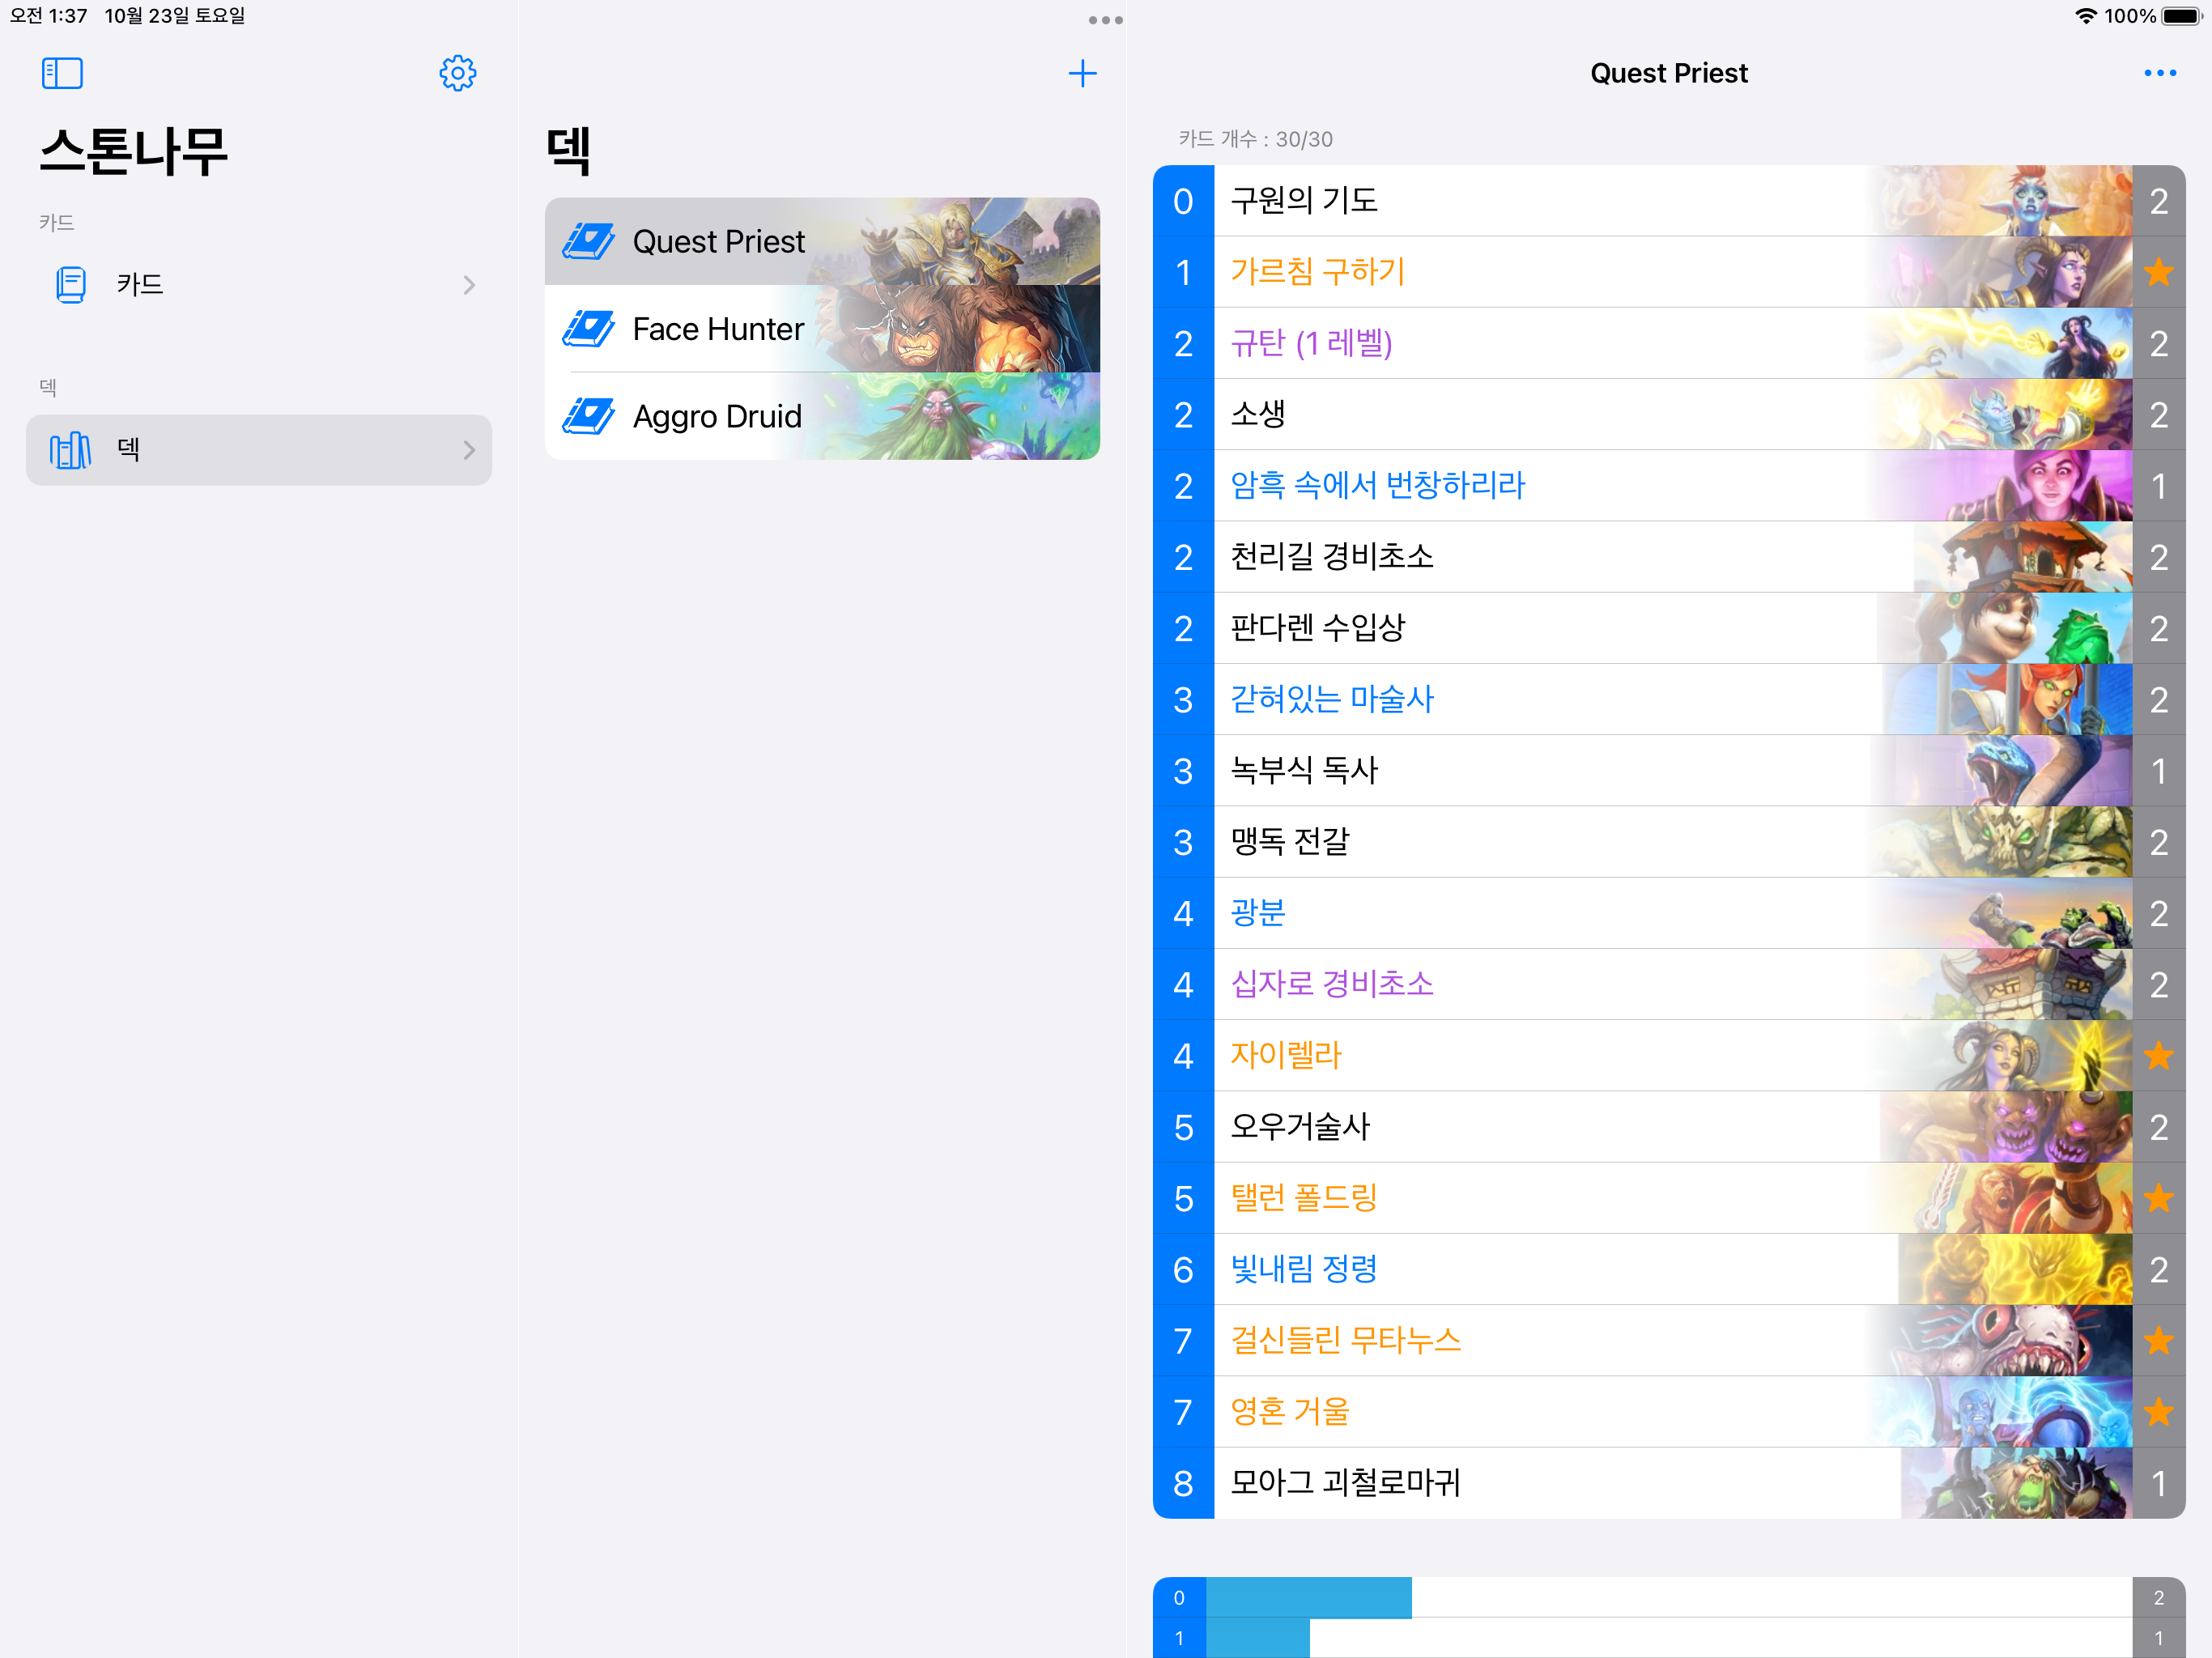 오전 1:37 10월 23일 토요일
100%
스톤나무
카드
카드
덱
덱
덱
Quest Priest
Face Hunter
Aggro Druid
Quest Priest
카드 개수 : 30/30
0 구원의 기도 2
1 가르침 구하기
2 규탄 (1 레벨) 2
2 소생 2
2 암흑 속에서 번창하리라 1
2 천리길 경비초소 2
2 판다렌 수입상 2
3 갇혀있는 마술사 2
3 녹부식 독사 1
3 맹독 전갈 2
4 광분 2
4 십자로 경비초소 2
4 자이렐라
5 오우거술사 2
5 탤런 폴드링
6 빛내림 정령 2
7 걸신들린 무타누스
7 영혼 거울
8 모아그 괴철로마귀 1
0 2
1 1